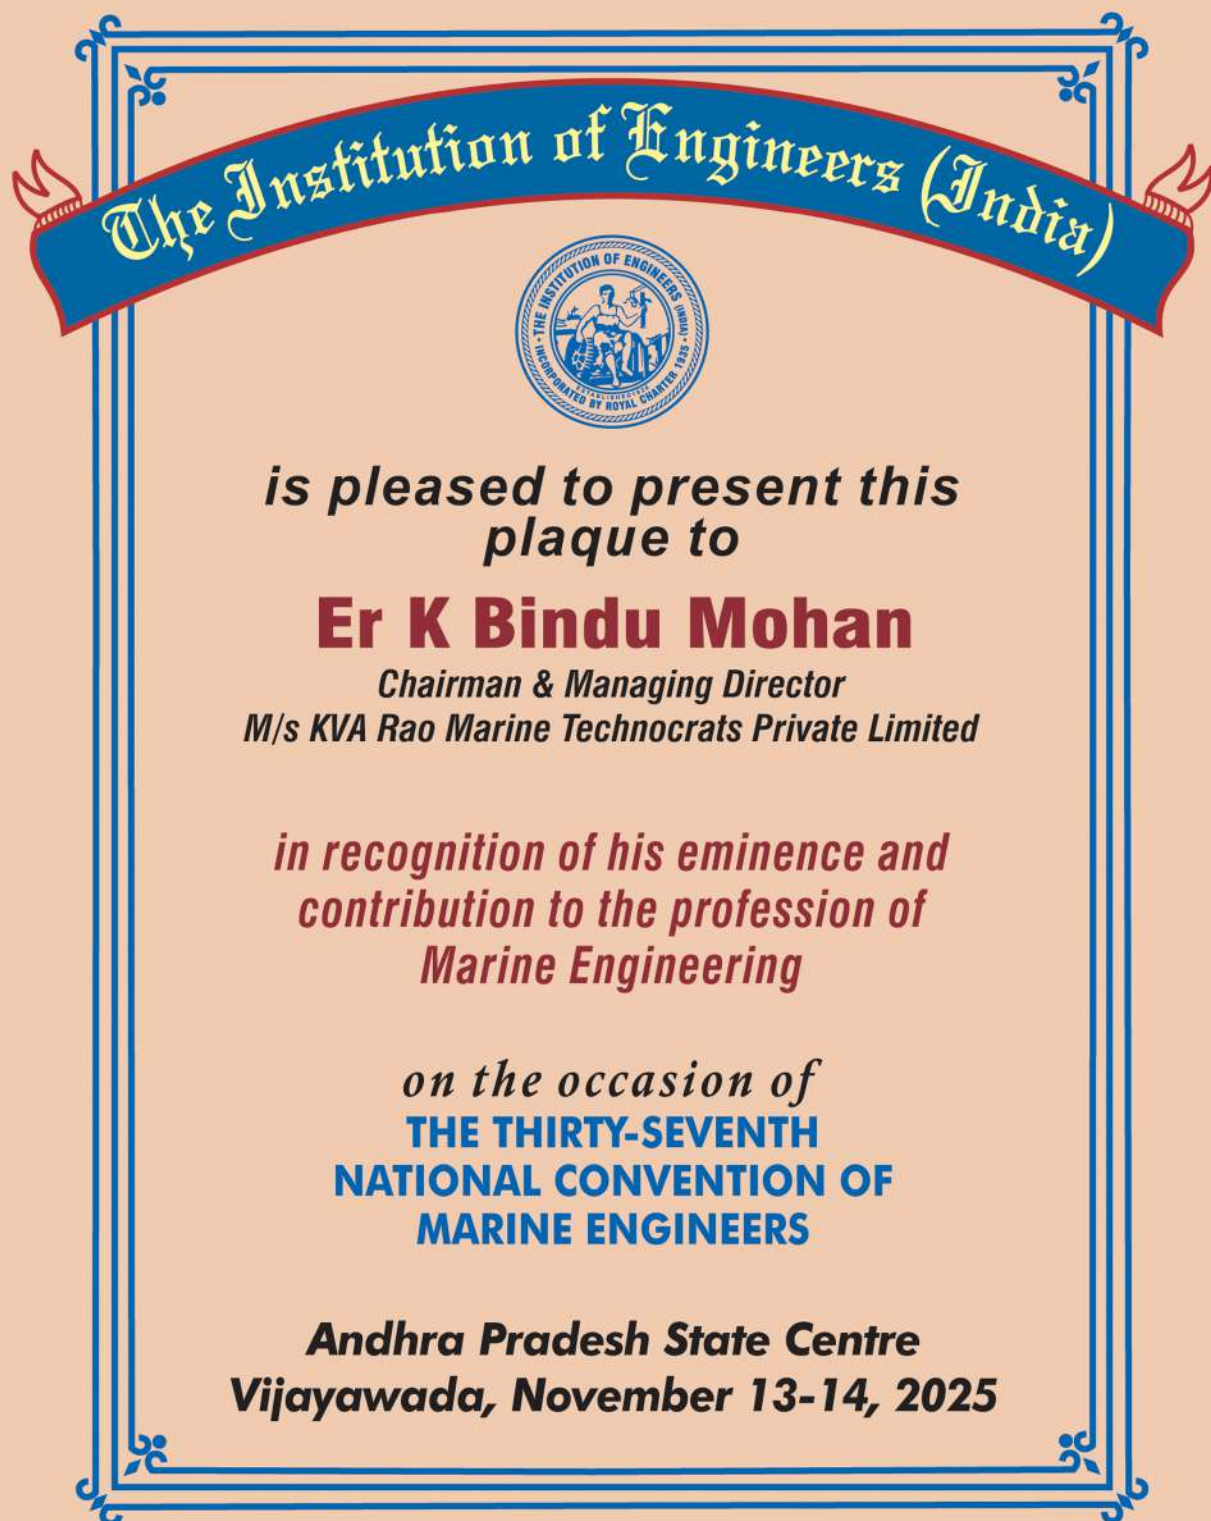 The Institution of Engineers (India)
THE INSTITUTION OF ENGINEERS (INDIA)
INCORPORATED BY ROYAL CHARTER 1935
ESTABLISHED 1920
is pleased to present this
plaque to
Er K Bindu Mohan
Chairman & Managing Director
M/s KVA Rao Marine Technocrats Private Limited
in recognition of his eminence and
contribution to the profession of
Marine Engineering
on the occasion of
THE THIRTY-SEVENTH
NATIONAL CONVENTION OF
MARINE ENGINEERS
Andhra Pradesh State Centre
Vijayawada, November 13-14, 2025